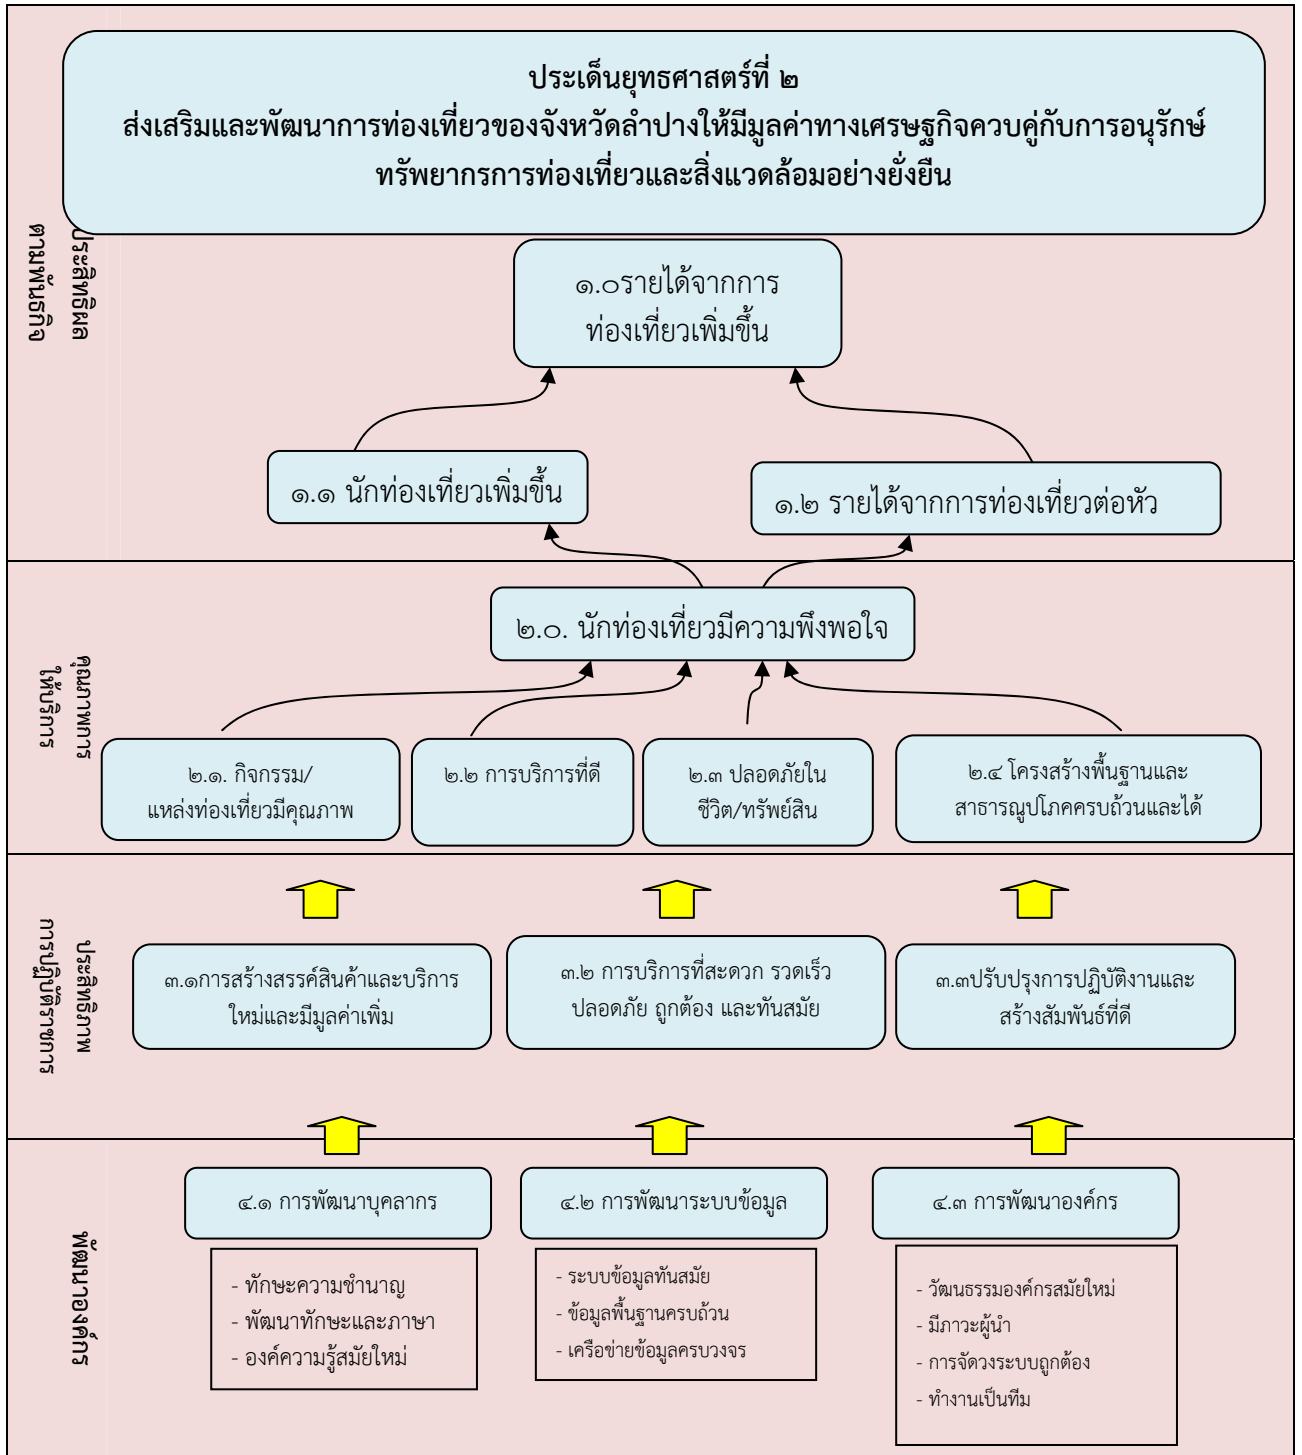 ประเด็นยุทธศาสตร์ที่ ๒
ส่งเสริมและพัฒนาการท่องเที่ยวของจังหวัดลำปางให้มีมูลค่าทางเศรษฐกิจควบคู่กับการอนุรักษ์
ทรัพยากรการท่องเที่ยวและสิ่งแวดล้อมอย่างยั่งยืน
ประสิทธิผล
ตามพันธกิจ
๑.๐รายได้จากการ
ท่องเที่ยวเพิ่มขึ้น
๑.๑ นักท่องเที่ยวเพิ่มขึ้น
๑.๒ รายได้จากการท่องเที่ยวต่อหัว
คุณภาพการ
ให้บริการ
๒.๐. นักท่องเที่ยวมีความพึงพอใจ
๒.๑. กิจกรรม/
แหล่งท่องเที่ยวมีคุณภาพ
๒.๒ การบริการที่ดี
๒.๓ ปลอดภัยใน
ชีวิต/ทรัพย์สิน
๒.๔ โครงสร้างพื้นฐานและ
สาธารณูปโภคครบถ้วนและได้
ประสิทธิภาพ
การปฏิบัติราชการ
๓.๑การสร้างสรรค์สินค้าและบริการ
ใหม่และมีมูลค่าเพิ่ม
๓.๒ การบริการที่สะดวก รวดเร็ว
ปลอดภัย ถูกต้อง และทันสมัย
๓.๓ปรับปรุงการปฏิบัติงานและ
สร้างสัมพันธ์ที่ดี
พัฒนาองค์กร
๔.๑ การพัฒนาบุคลากร
- ทักษะความชำนาญ
- พัฒนาทักษะและภาษา
- องค์ความรู้สมัยใหม่
๔.๒ การพัฒนาระบบข้อมูล
- ระบบข้อมูลทันสมัย
- ข้อมูลพื้นฐานครบถ้วน
- เครือข่ายข้อมูลครบวงจร
๔.๓ การพัฒนาองค์กร
- วัฒนธรรมองค์กรสมัยใหม่
- มีภาวะผู้นำ
- การจัดวงระบบถูกต้อง
- ทำงานเป็นทีม